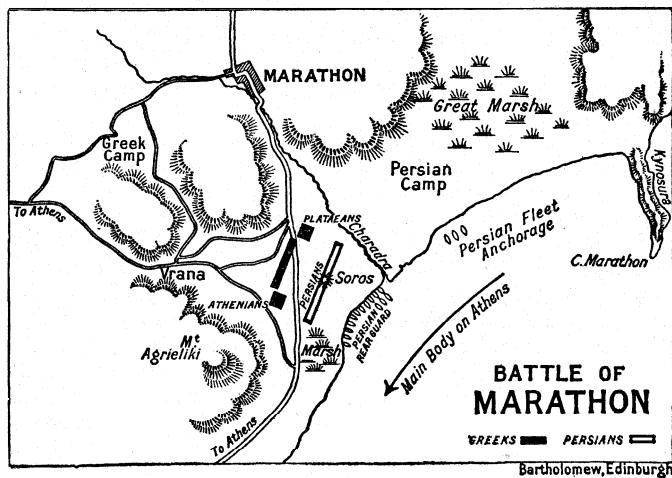 MARATHON
Great Marsh
Greek
Camp
Persian
Camp
Kynosura
To Athens
PLATAEANS
Charadra
Persian Fleet
Anchorage
C. Marathon
Vrana
PERSIANS
Soros
ATHENIANS
PERSIAN
REAR GUARD
Mt
Agrieliki
Marsh
Main Body on Athens
To Athens
BATTLE OF
MARATHON
GREEKS PERSIANS
Bartholomew, Edinburgh